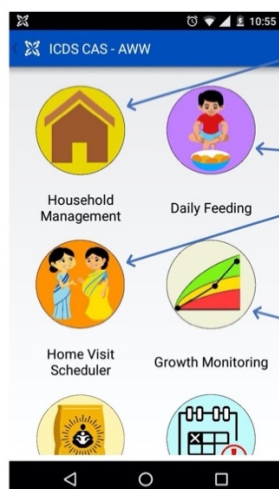 10:55
ICDS CAS - AWW
Household
Management
Daily Feeding
Home Visit
Scheduler
Growth Monitoring